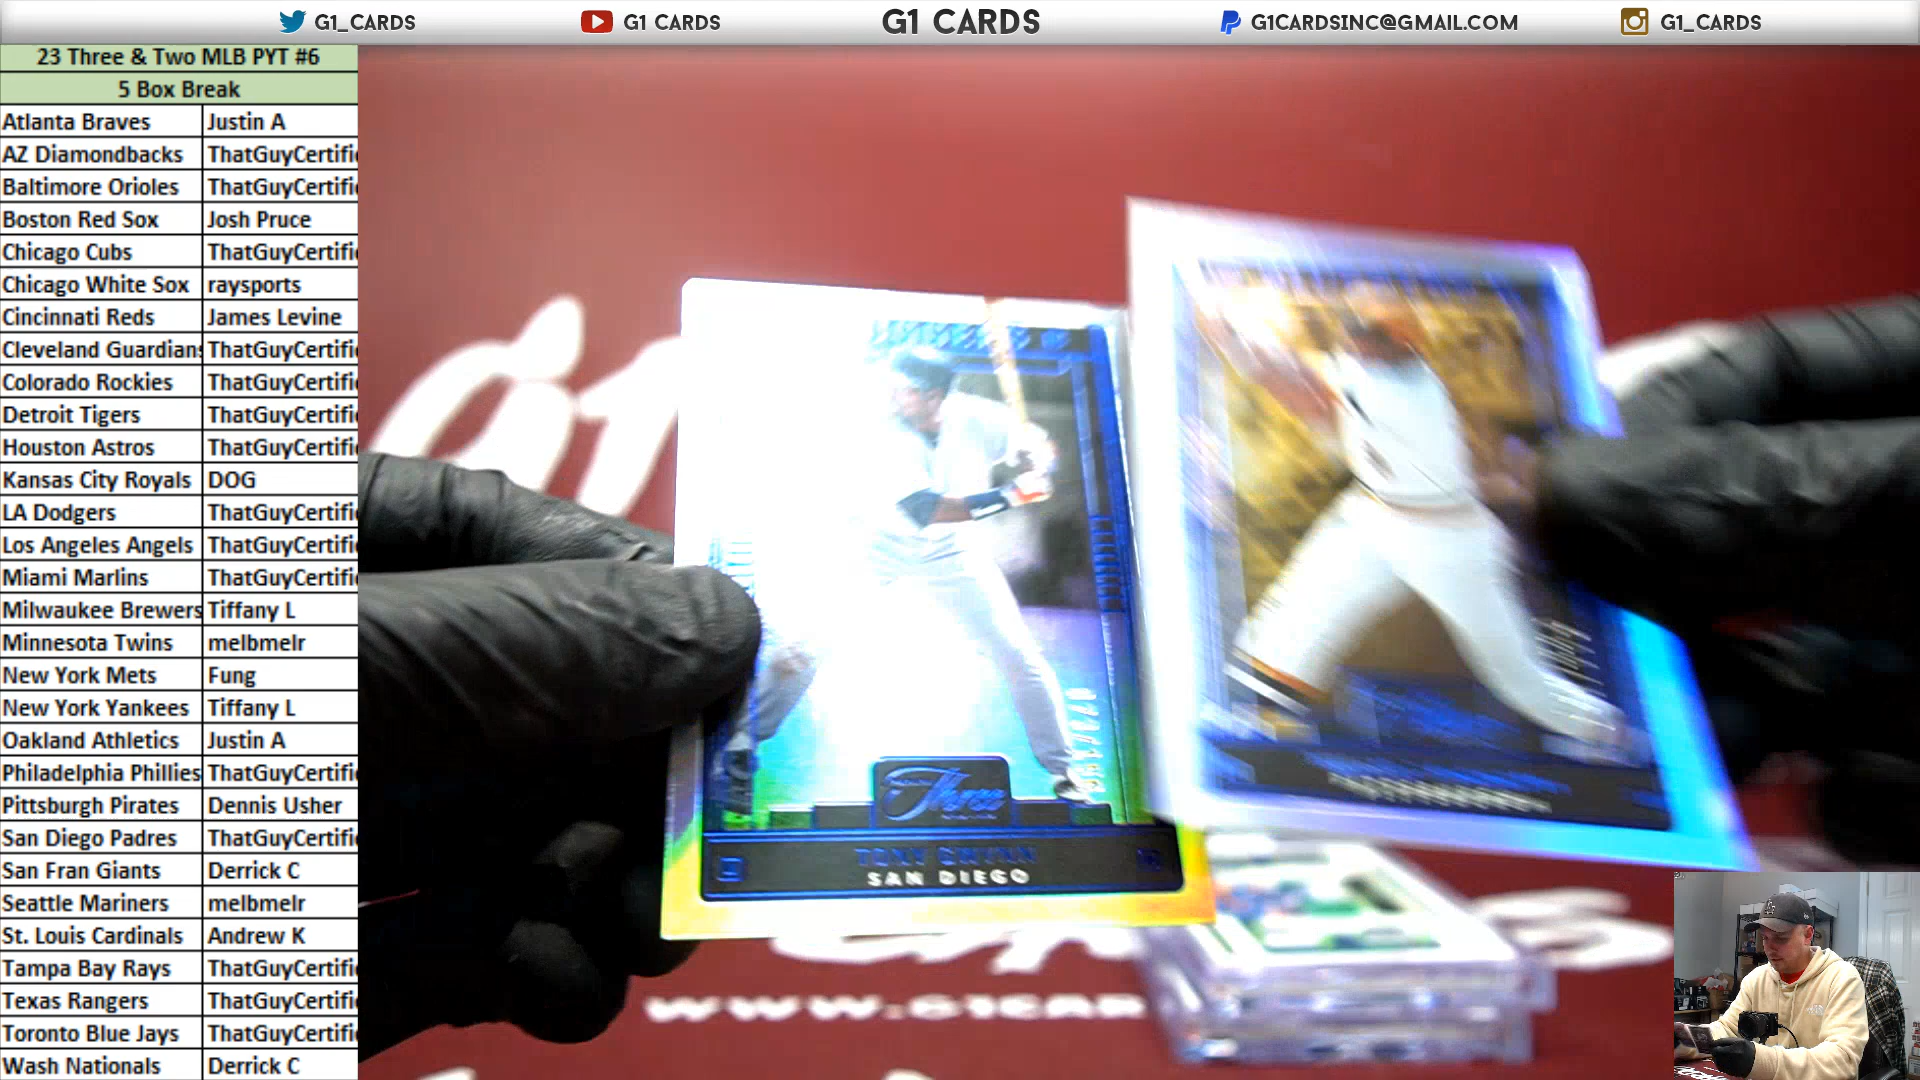 G1_CARDS
G1 CARDS
G1 CARDS
G1CARDSINC@GMAIL.COM
G1_CARDS
23 Three & Two MLB PYT #6
5 Box Break
Atlanta Braves Justin A
AZ Diamondbacks ThatGuyCertifi
Baltimore Orioles ThatGuyCertifi
Boston Red Sox Josh Pruce
Chicago Cubs ThatGuyCertifi
Chicago White Sox raysports
Cincinnati Reds James Levine
Cleveland Guardians ThatGuyCertifi
Colorado Rockies ThatGuyCertifi
Detroit Tigers ThatGuyCertifi
Houston Astros ThatGuyCertifi
Kansas City Royals DOG
LA Dodgers ThatGuyCertifi
Los Angeles Angels ThatGuyCertifi
Miami Marlins ThatGuyCertifi
Milwaukee Brewers Tiffany L
Minnesota Twins melbmelr
New York Mets Fung
New York Yankees Tiffany L
Oakland Athletics Justin A
Philadelphia Phillies ThatGuyCertifi
Pittsburgh Pirates Dennis Usher
San Diego Padres ThatGuyCertifi
San Fran Giants Derrick C
Seattle Mariners melbmelr
St. Louis Cardinals Andrew K
Tampa Bay Rays ThatGuyCertifi
Texas Rangers ThatGuyCertifi
Toronto Blue Jays ThatGuyCertifi
Wash Nationals Derrick C
Three
TONY GWYNN
SAN DIEGO
WWW.G1CAR